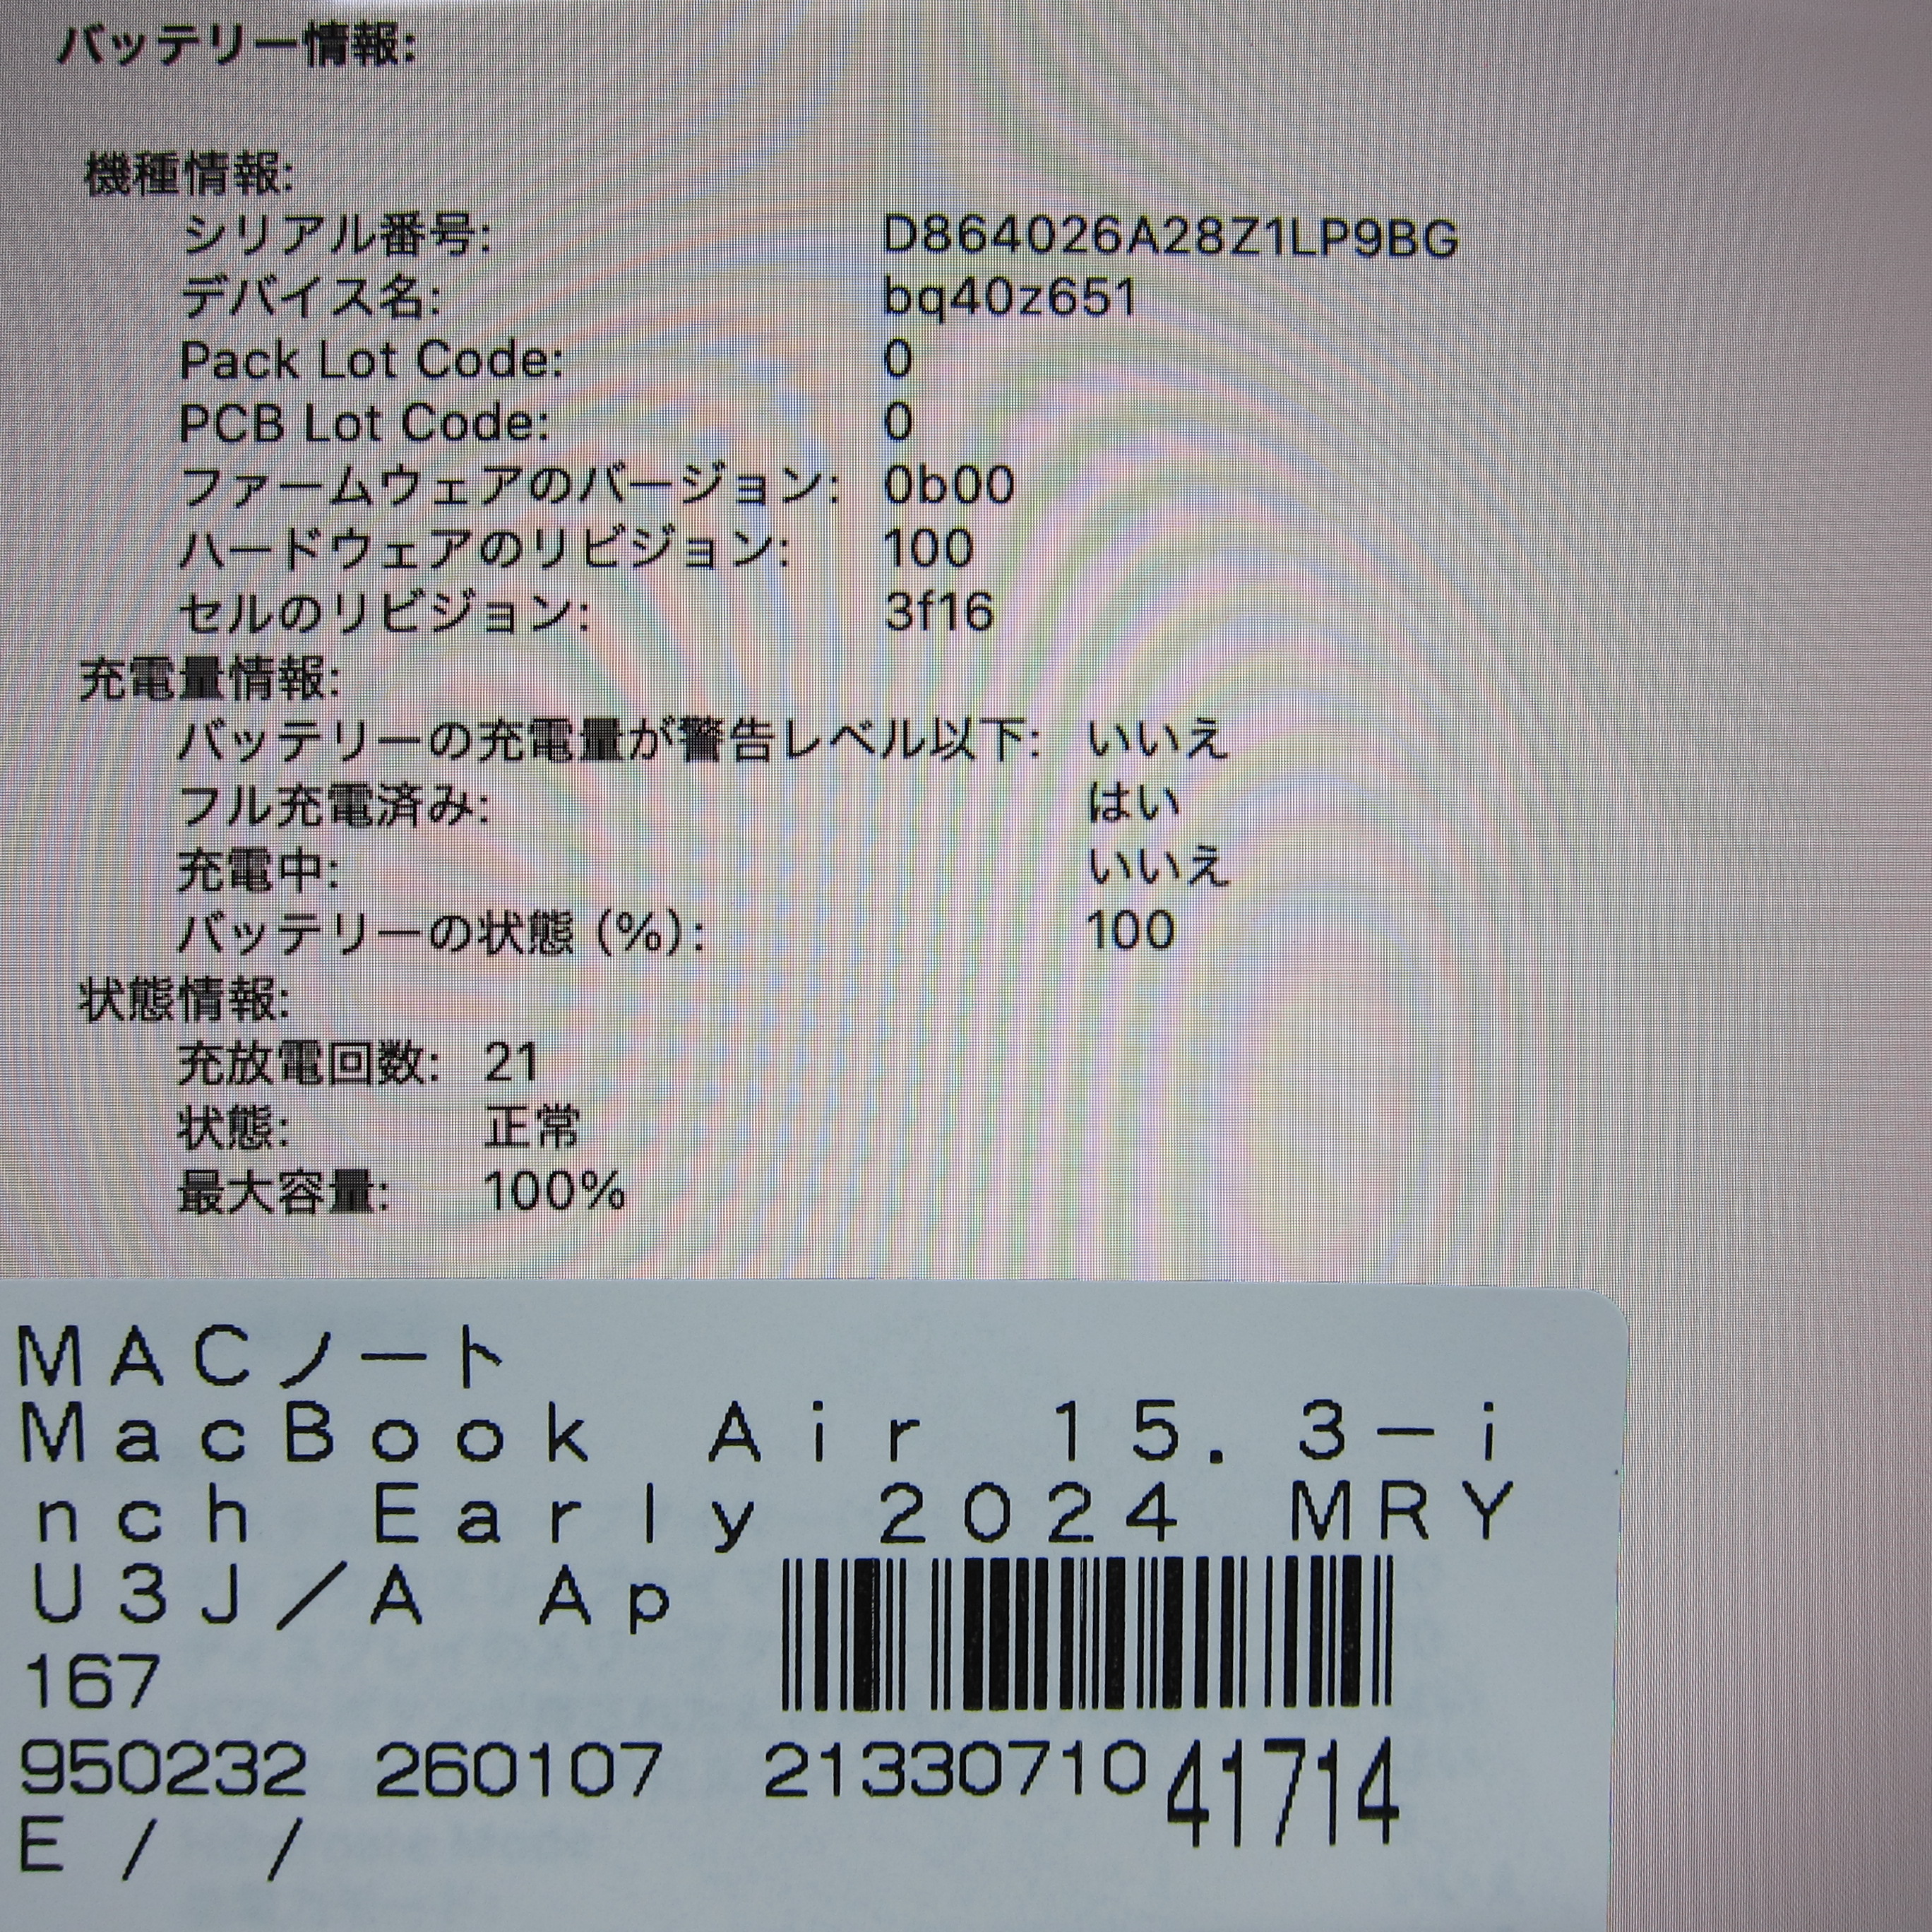 バッテリー情報:
機種情報:
シリアル番号: D864026A28Z1LP9BG
デバイス名: bq40z651
Pack Lot Code: 0
PCB Lot Code: 0
ファームウェアのバージョン: 0b00
ハードウェアのリビジョン: 100
セルのリビジョン: 3f16
充電量情報:
バッテリーの充電量が警告レベル以下: いいえ
フル充電済み: はい
充電中: いいえ
バッテリーの状態 (%): 100
状態情報:
充放電回数: 21
状態: 正常
最大容量: 100%
MACノート
MacBook Air 15.3-i
nch Early 2024 MRY
U3J/A Ap
167
950232 260107 2133071041714
E / /